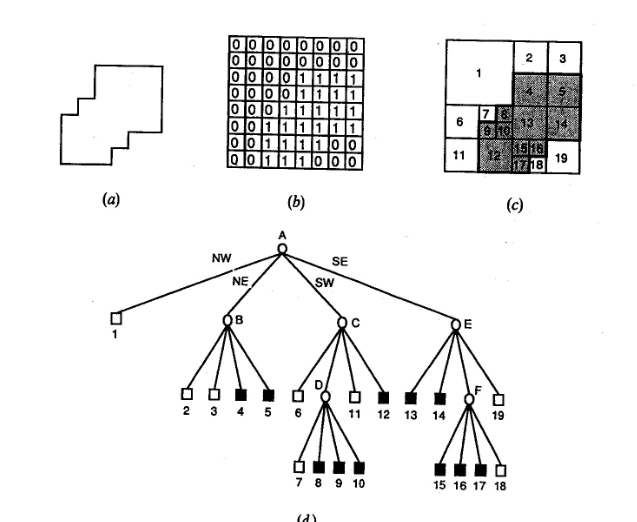 0 0 0 0 0 0 0 0
0 0 0 0 0 0 0 0
0 0 0 0 1 1 1 1
0 0 0 0 1 1 1 1
0 0 0 1 1 1 1 1
0 0 1 1 1 1 1 1
0 0 1 1 1 1 0 0
0 0 1 1 1 0 0 0
1 2 3
4 5
6 7 8 13 14
9 10
11 12 15 16 19
17 18
(a) (b) (c)
A
NW SE
NE SW
1 B C E
2 3 4 5 6 D 11 12 13 14 F 19
7 8 9 10 15 16 17 18
(d)